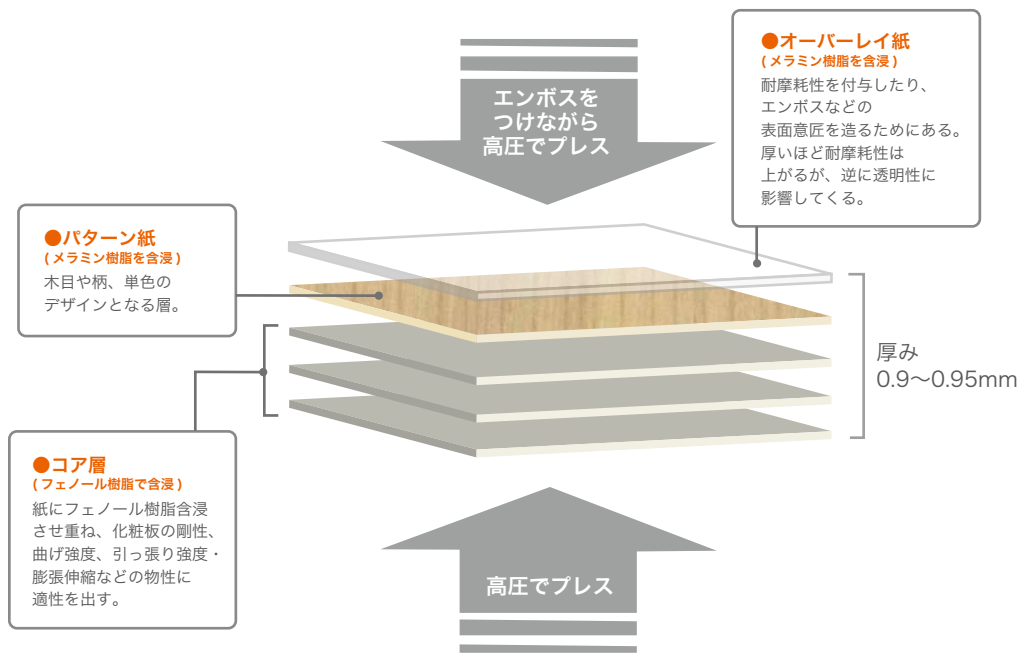 エンボスを
つけながら
高圧でプレス
●オーバーレイ紙
(メラミン樹脂を含浸)
耐摩耗性を付与したり、
エンボスなどの
表面意匠を造るためにある。
厚いほど耐摩耗性は
上がるが、逆に透明性に
影響してくる。
●パターン紙
(メラミン樹脂を含浸)
木目や柄、単色の
デザインとなる層。
厚み
0.9〜0.95mm
●コア層
(フェノール樹脂で含浸)
紙にフェノール樹脂含浸
させ重ね、化粧板の剛性、
曲げ強度、引っ張り強度・
膨張伸縮などの物性に
適性を出す。
高圧でプレス